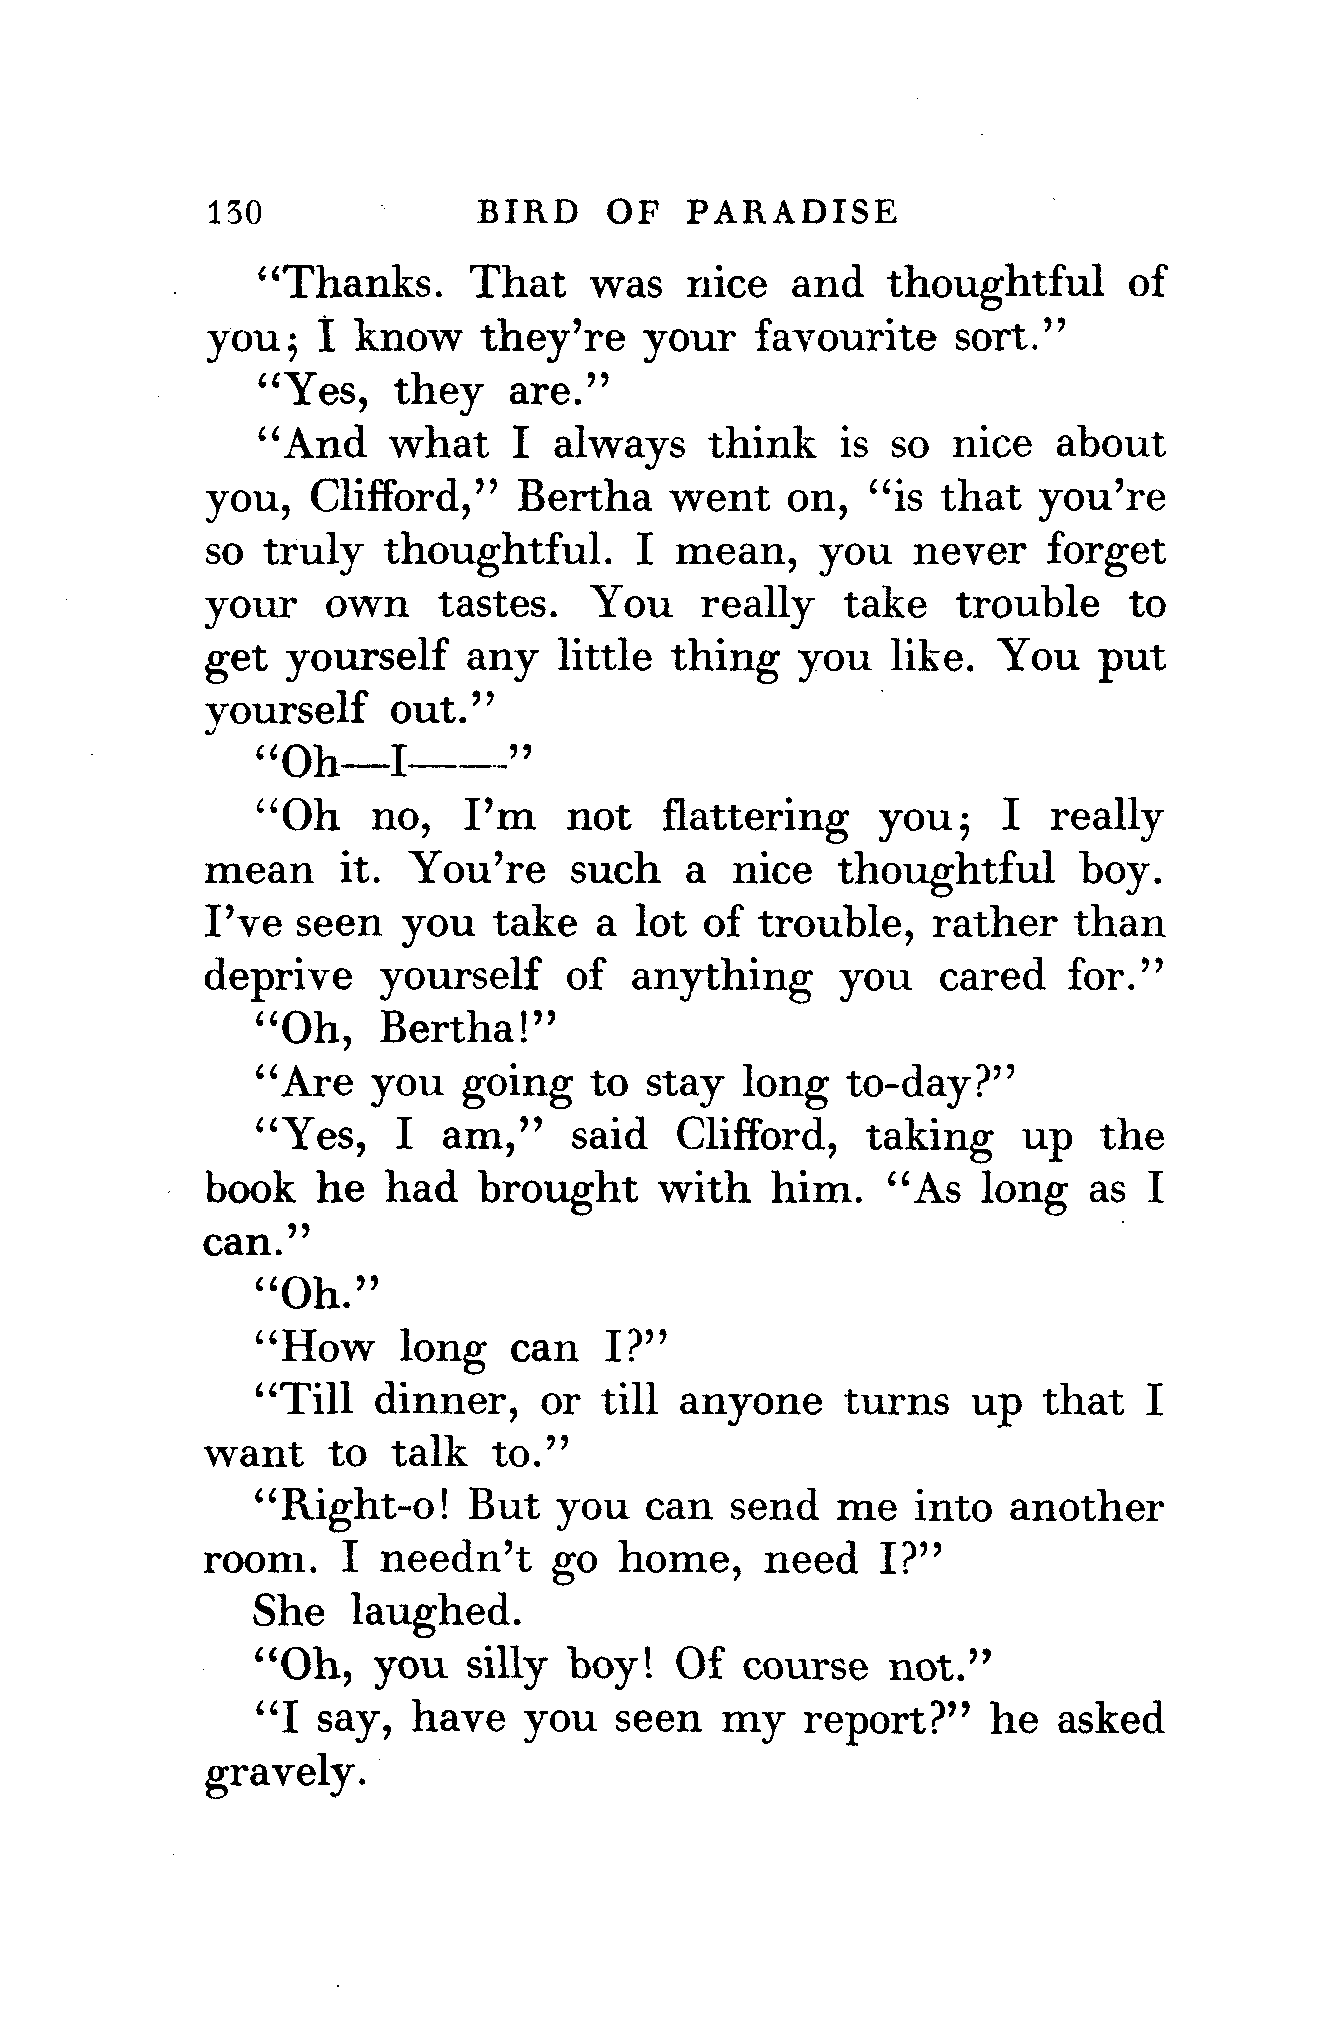 130 BIRD OF PARADISE
“Thanks. That was nice and thoughtful of
you; I know they’re your favourite sort.”
“Yes, they are.”
“And what I always think is so nice about
you, Clifford,” Bertha went on, “is that you’re
so truly thoughtful. I mean, you never forget
your own tastes. You really take trouble to
get yourself any little thing you like. You put
yourself out.”
“Oh—I——”
“Oh no, I’m not flattering you; I really
mean it. You’re such a nice thoughtful boy.
I’ve seen you take a lot of trouble, rather than
deprive yourself of anything you cared for.”
“Oh, Bertha!”
“Are you going to stay long to-day?”
“Yes, I am,” said Clifford, taking up the
book he had brought with him. “As long as I
can.”
“Oh.”
“How long can I?”
“Till dinner, or till anyone turns up that I
want to talk to.”
“Right-o! But you can send me into another
room. I needn’t go home, need I?”
She laughed.
“Oh, you silly boy! Of course not.”
“I say, have you seen my report?” he asked
gravely.